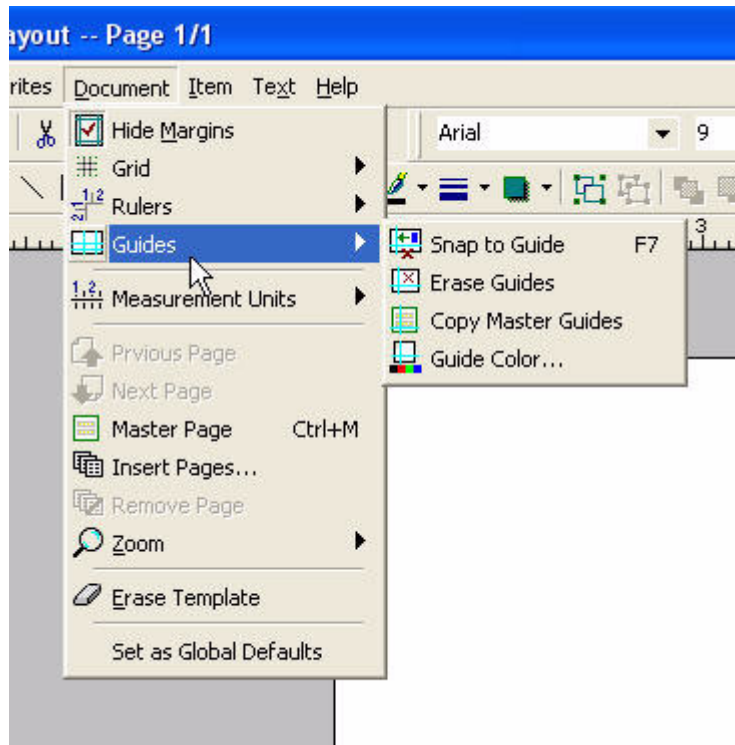 ayout -- Page 1/1
rites Document Item Text Help
Arial 9
Hide Margins
Grid
Rulers
3
Guides
Snap to Guide F7
Erase Guides
Measurement Units
Copy Master Guides
Prvious Page
Guide Color...
Next Page
Master Page Ctrl+M
Insert Pages...
Remove Page
Zoom
Erase Template
Set as Global Defaults